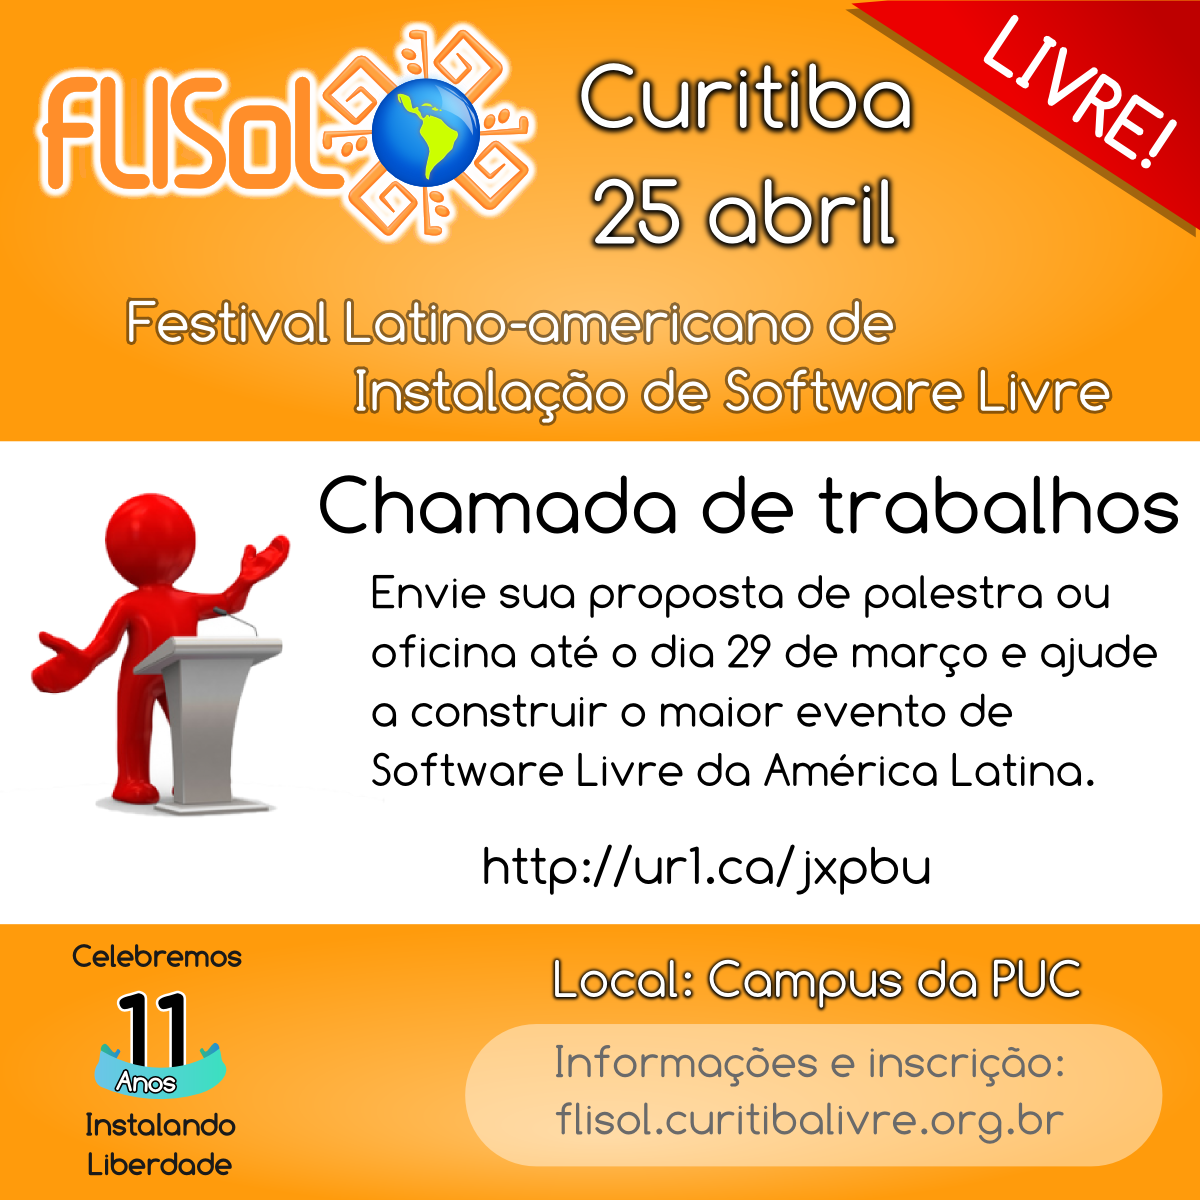 FLISoL
Curitiba
25 abril
LIVRE!
Festival Latino-americano de
Instalação de Software Livre
Chamada de trabalhos
Envie sua proposta de palestra ou
oficina até o dia 29 de março e ajude
a construir o maior evento de
Software Livre da América Latina.
http://ur1.ca/jxpbu
Celebremos
11
Anos
Instalando
Liberdade
Local: Campus da PUC
Informações e inscrição:
flisol.curitibalivre.org.br